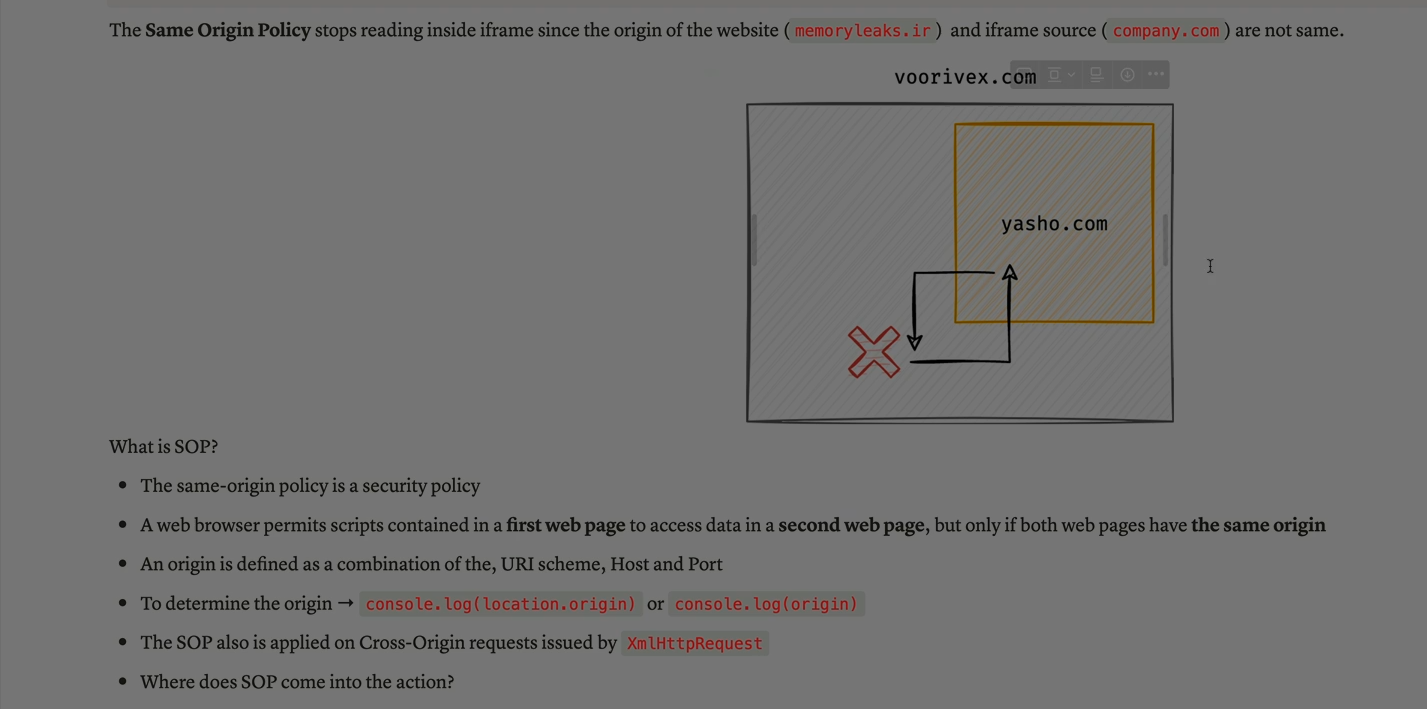 The Same Origin Policy stops reading inside iframe since the origin of the website ( memoryleaks.ir ) and iframe source ( company.com ) are not same.
voorivex.com
yasho.com
What is SOP?
• The same-origin policy is a security policy
• A web browser permits scripts contained in a first web page to access data in a second web page, but only if both web pages have the same origin
• An origin is defined as a combination of the, URI scheme, Host and Port
• To determine the origin → console.log(location.origin) or console.log(origin)
• The SOP also is applied on Cross-Origin requests issued by XmlHttpRequest
• Where does SOP come into the action?